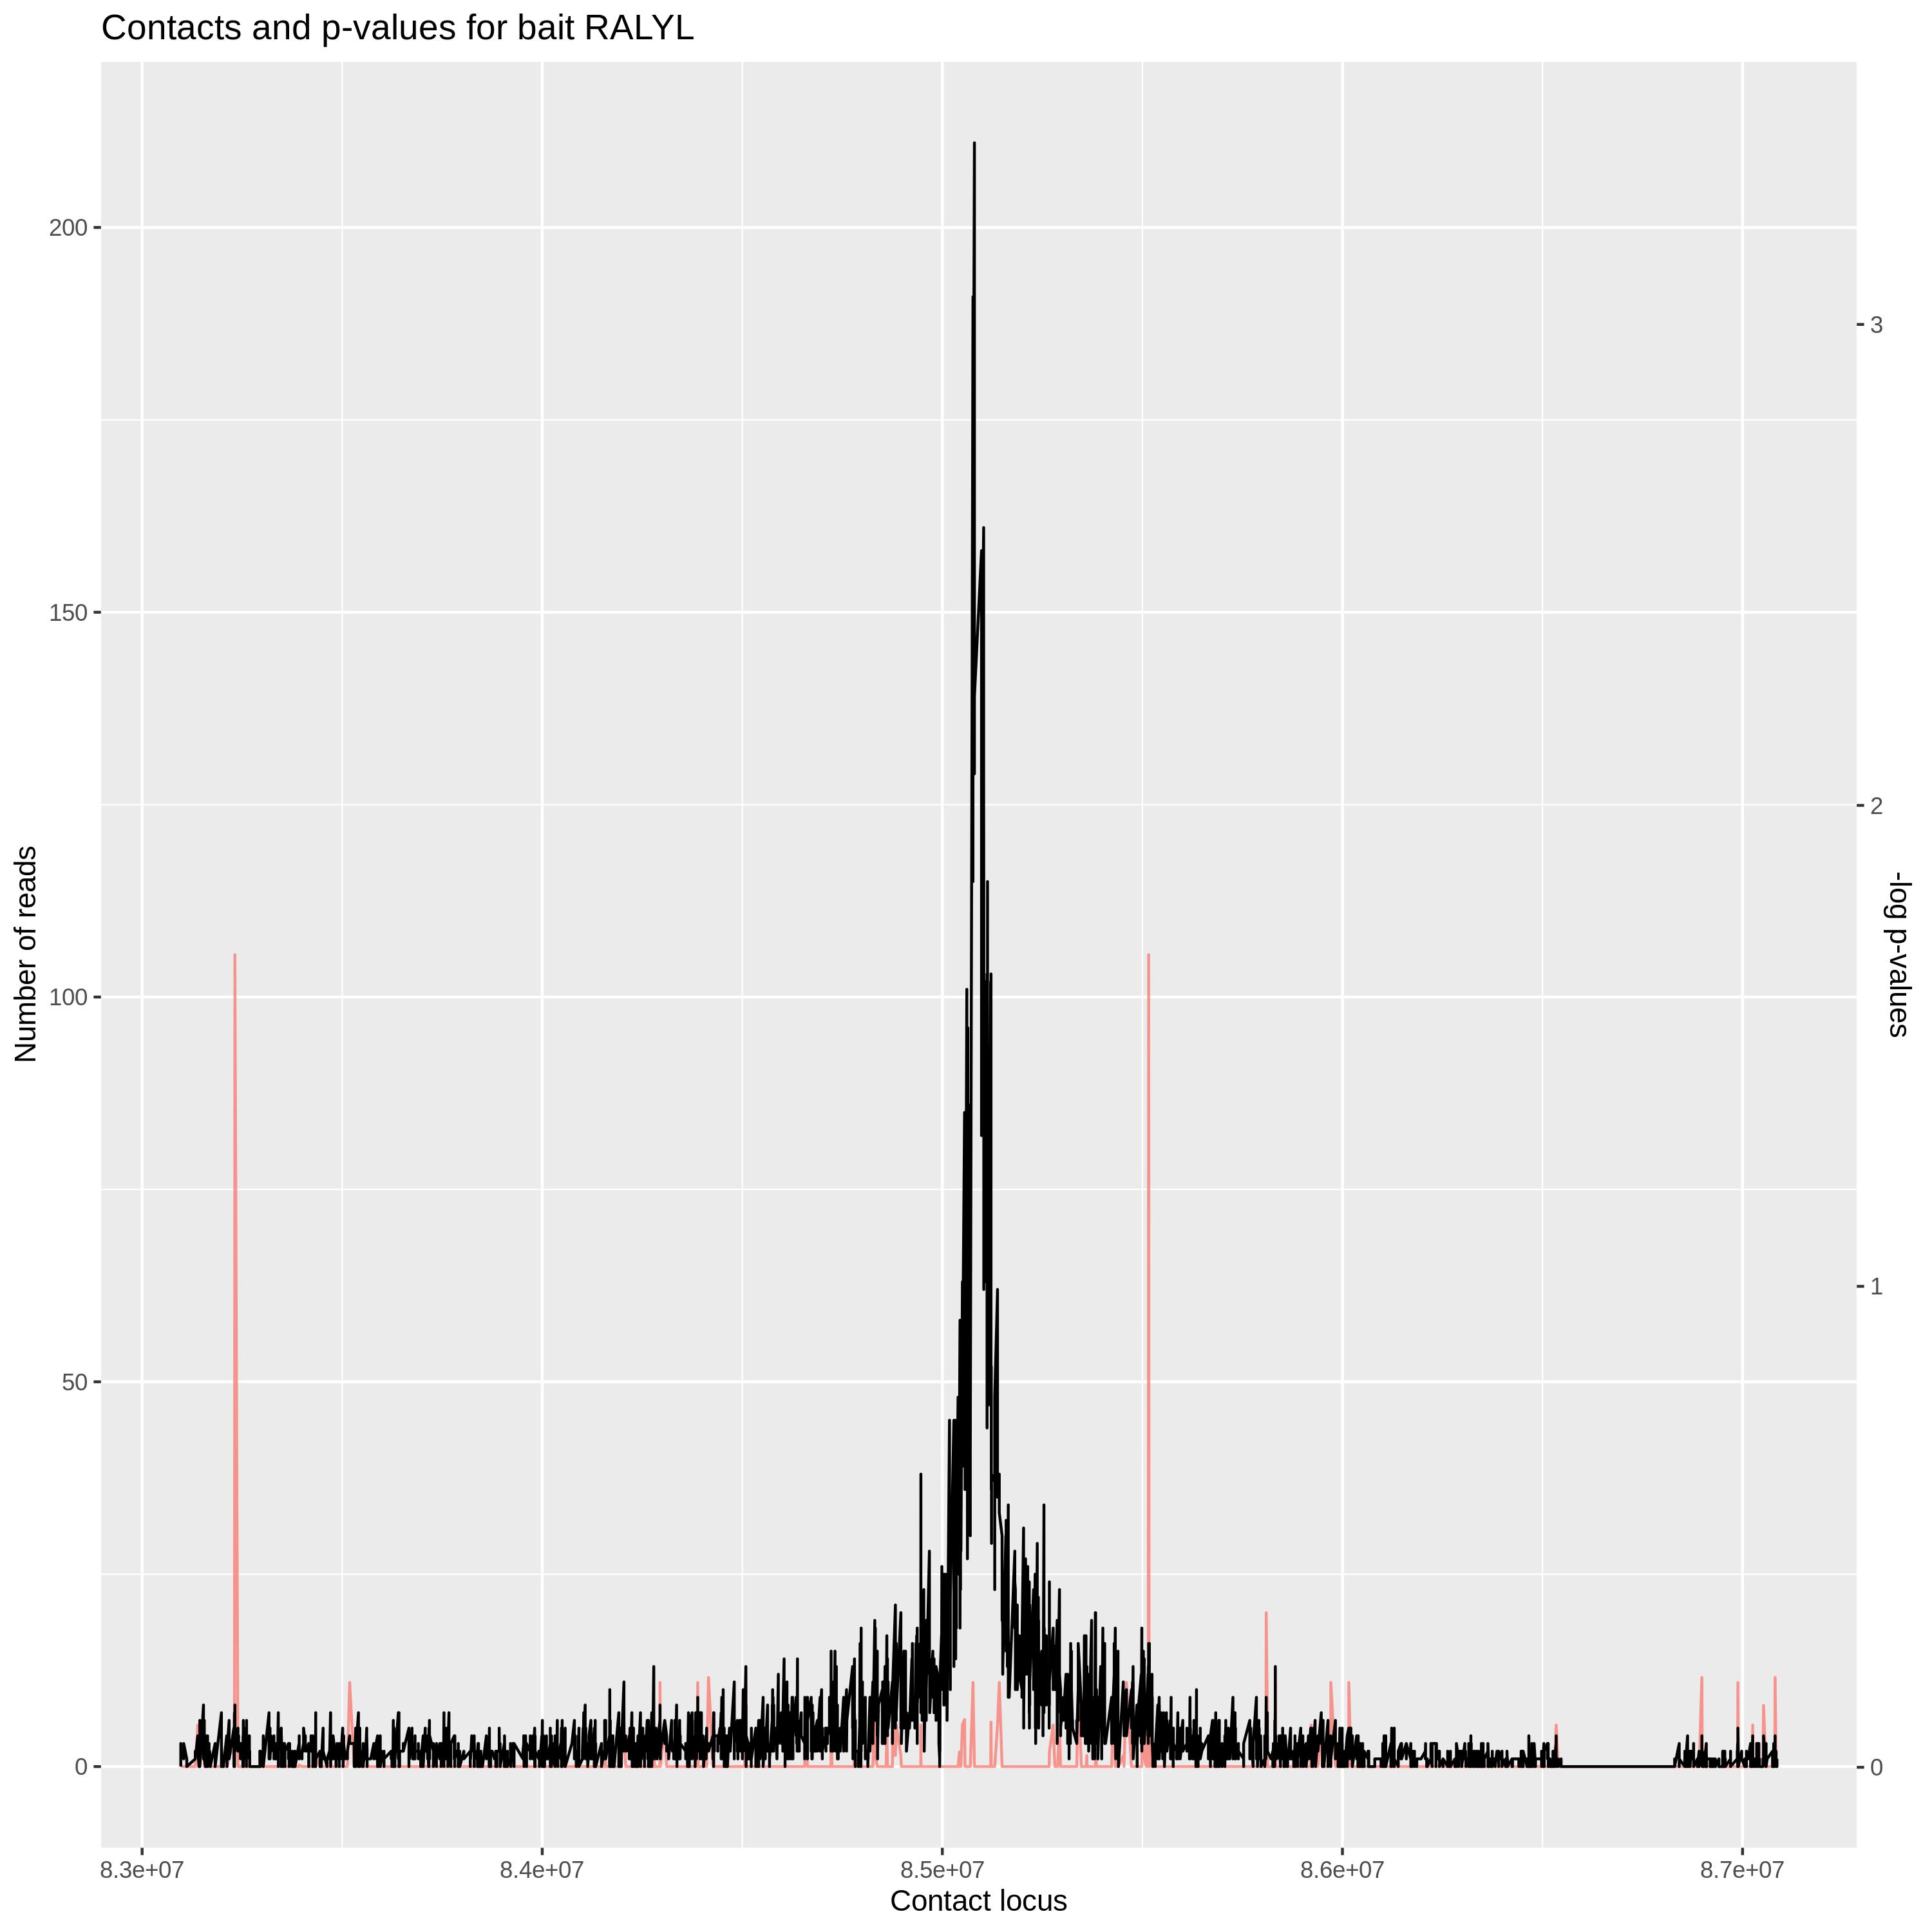 Contacts and p-values for bait RALYL
200
150
100
50
0
Number of reads
3
2
1
0
-log p-values
8.3e+07
8.4e+07
8.5e+07
8.6e+07
8.7e+07
Contact locus